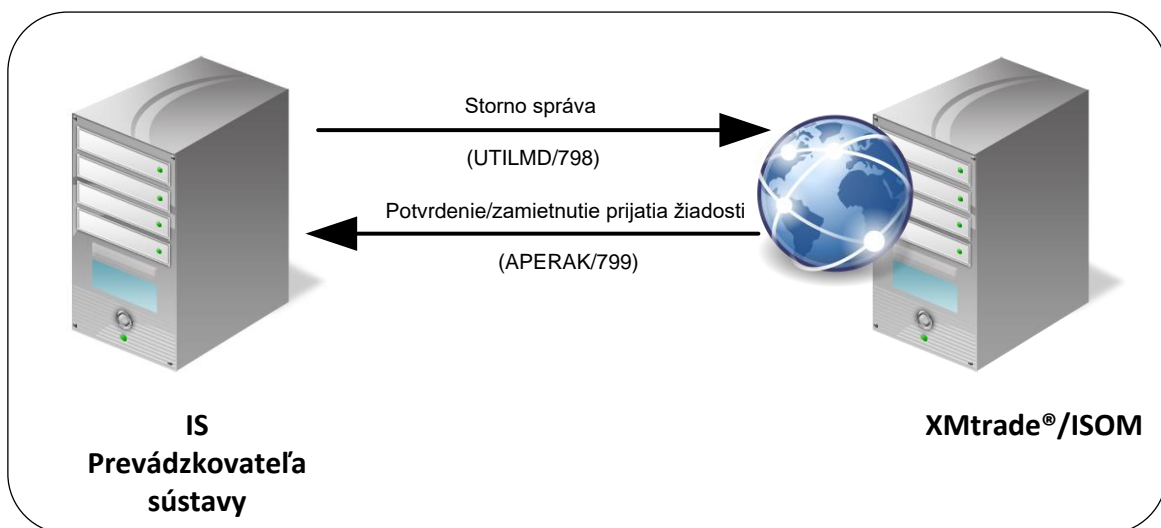 Storno správa
(UTILMD/798)
Potvrdenie/zamietnutie prijatia žiadosti
(APERAK/799)
IS
Prevádzkovateľa
sústavy
XMtrade®/ISOM